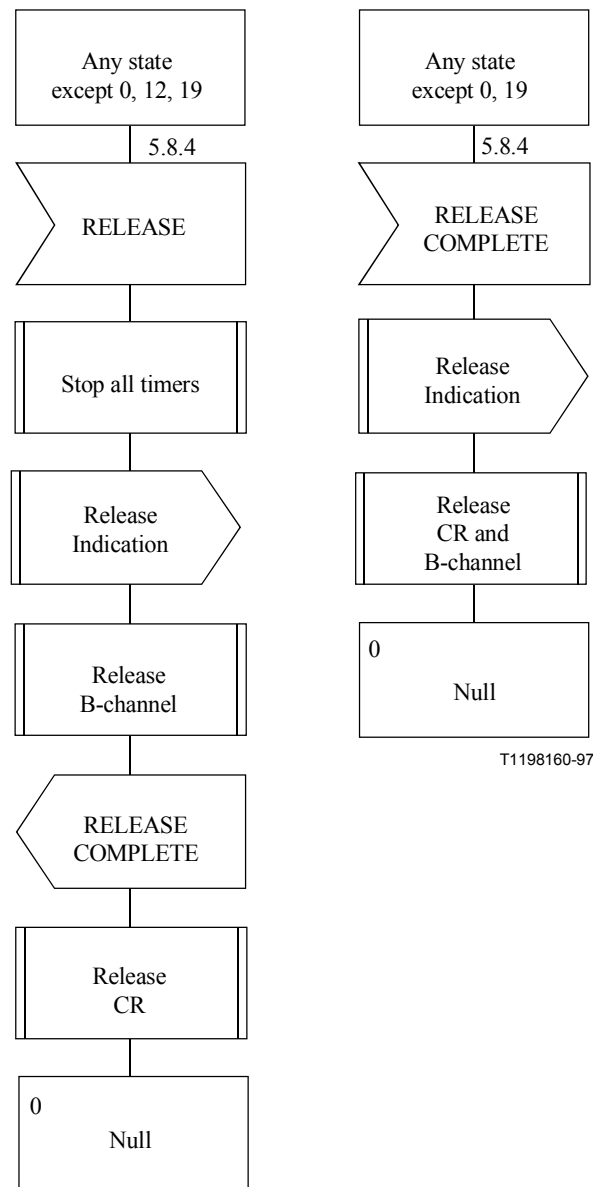 Any state
except 0, 12, 19
5.8.4
RELEASE
Stop all timers
Release
Indication
Release
B-channel
RELEASE
COMPLETE
Release
CR
0
Null
Any state
except 0, 19
5.8.4
RELEASE
COMPLETE
Release
Indication
Release
CR and
B-channel
0
Null
T1198160-97